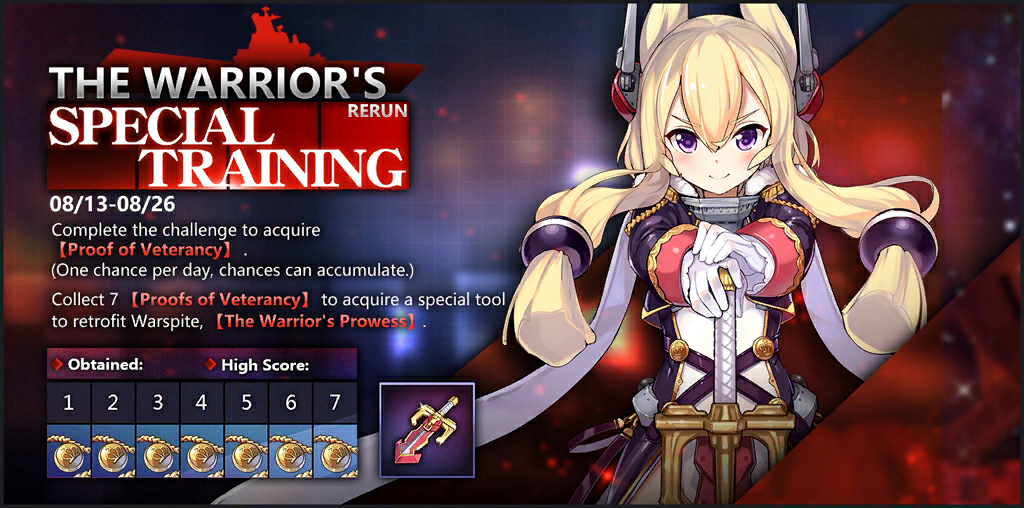 THE WARRIOR'S
RERUN
SPECIAL
TRAINING
08/13-08/26
Complete the challenge to acquire
【Proof of Veterancy】 .
(One chance per day, chances can accumulate.)
Collect 7 【Proofs of Veterancy】 to acquire a special tool
to retrofit Warspite, 【The Warrior's Prowess】 .
Obtained: High Score:
1 2 3 4 5 6 7